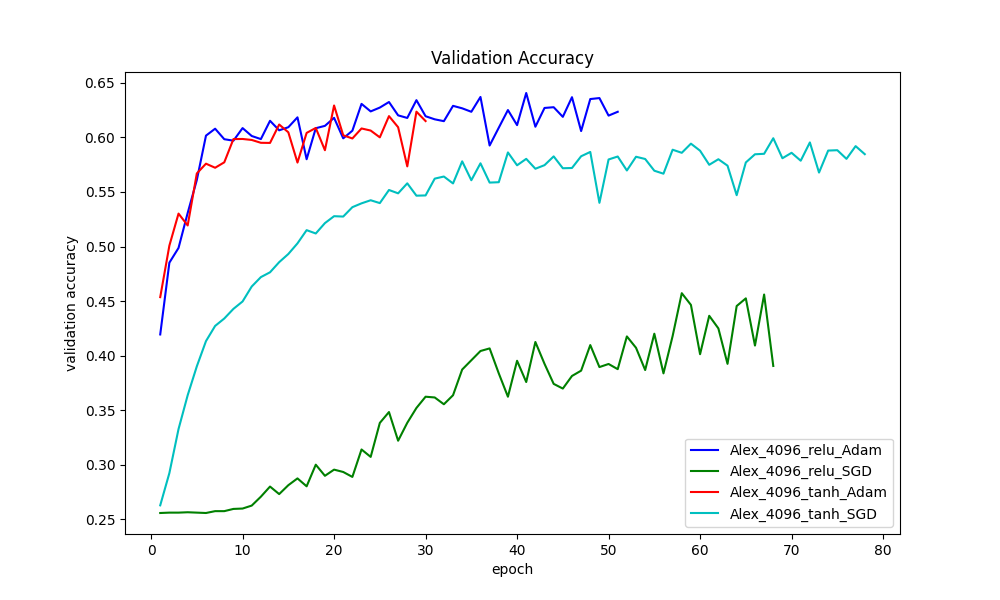 Validation Accuracy
validation accuracy
0.65
0.60
0.55
0.50
0.45
0.40
0.35
0.30
0.25
Alex_4096_relu_Adam
Alex_4096_relu_SGD
Alex_4096_tanh_Adam
Alex_4096_tanh_SGD
0 10 20 30 40 50 60 70 80
epoch